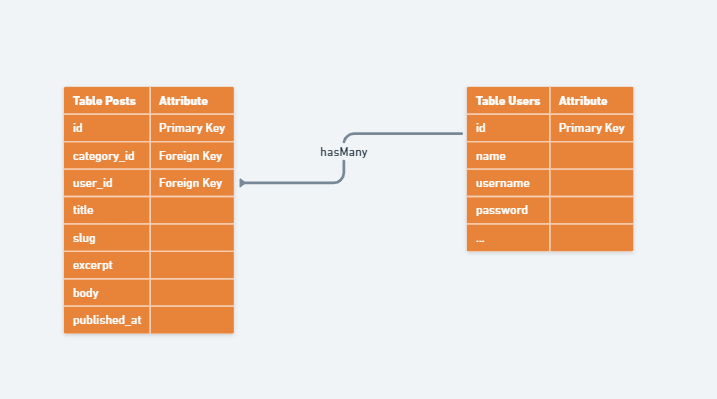 Table Posts Attribute
id Primary Key
category_id Foreign Key
user_id Foreign Key
title
slug
excerpt
body
published_at
hasMany
Table Users Attribute
id Primary Key
name
username
password
...